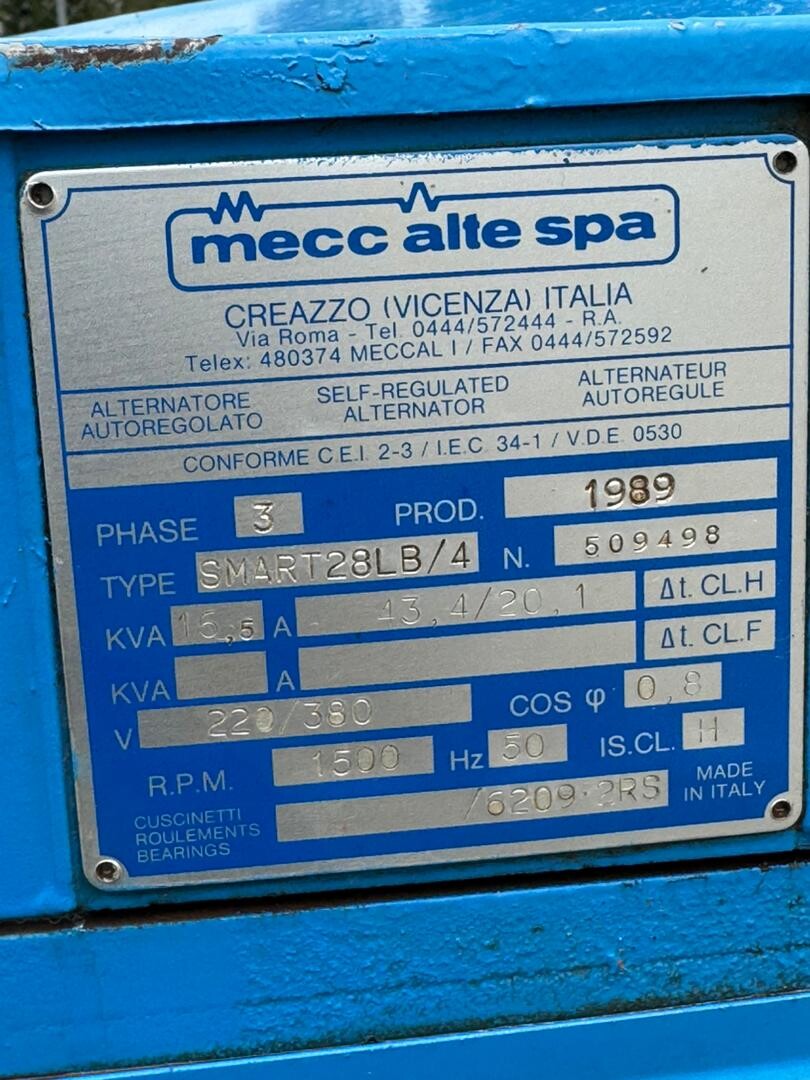 mecc alte spa
CREAZZO (VICENZA) ITALIA
Via Roma - Tel. 0444/572444 - R.A.
Telex: 480374 MECCAL I / FAX 0444/572592
ALTERNATORE AUTOREGOLATO
SELF-REGULATED ALTERNATOR
ALTERNATEUR AUTOREGULE
CONFORME C.E.I. 2-3 / I.E.C. 34-1 / V.D.E. 0530
PHASE 3 PROD. 1989
TYPE SMART28LB/4 N. 509498
KVA 15,5 A 13,4/20,1 Δt. CL.H
KVA A Δt. CL.F
V 220/380 COS φ 0,8
R.P.M. 1500 Hz 50 IS.CL. H
CUSCINETTI
ROULEMENTS
BEARINGS
/6209·2RS
MADE
IN ITALY